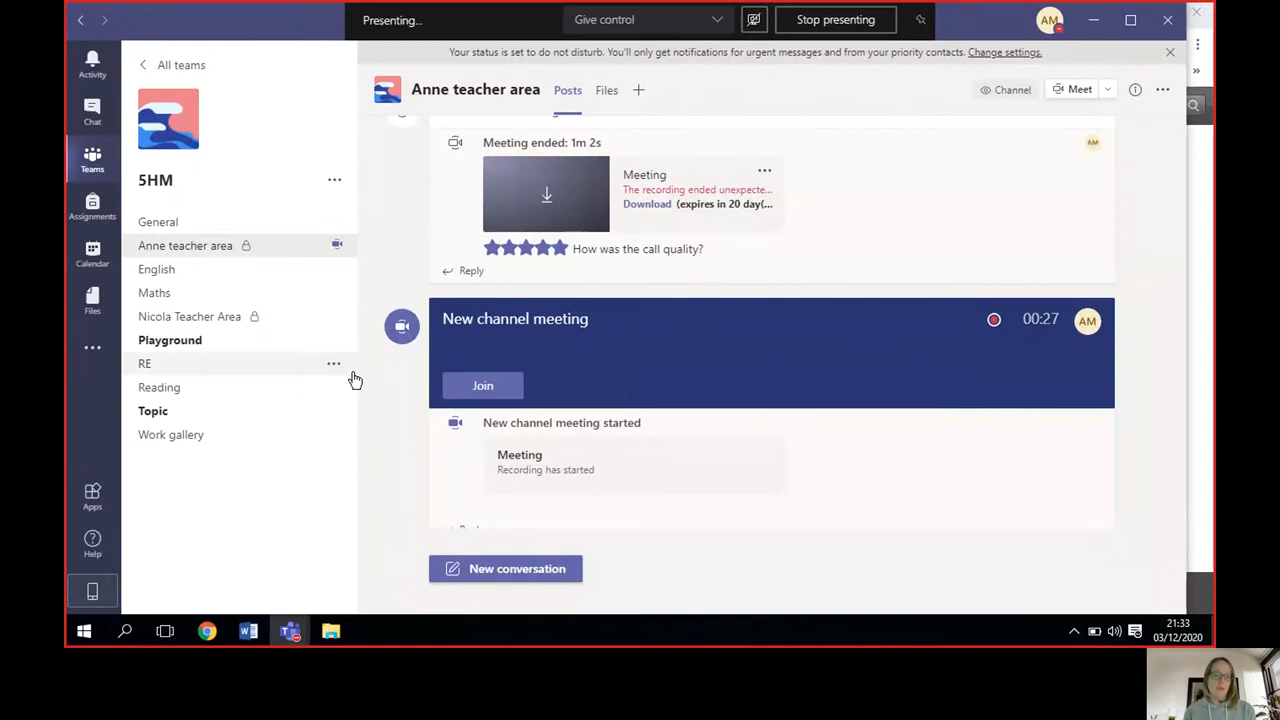 Presenting...
Give control
Stop presenting
AM
Your status is set to do not disturb. You'll only get notifications for urgent messages and from your priority contacts. Change settings.
Activity
Chat
Teams
Assignments
Calendar
Files
Apps
Help
All teams
5HM
General
Anne teacher area
English
Maths
Nicola Teacher Area
Playground
RE
Reading
Topic
Work gallery
Anne teacher area
Posts
Files
Channel
Meet
Meeting ended: 1m 2s
AM
Meeting
The recording ended unexpecte...
Download (expires in 20 day(...
How was the call quality?
Reply
New channel meeting
00:27
AM
Join
New channel meeting started
Meeting
Recording has started
New conversation
21:33
03/12/2020